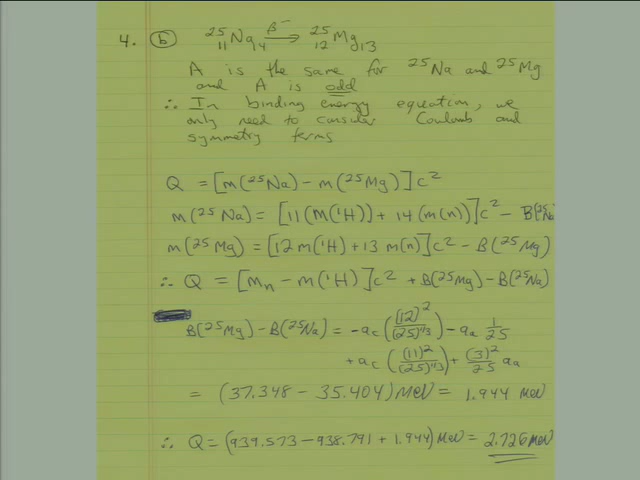 4. (b) ²⁵₁₁Na₁₄ →^β⁻ ²⁵₁₂Mg₁₃
A is the same for ²⁵Na and ²⁵Mg
and A is odd
∴ In binding energy equation, we
only need to consider Coulomb and
symmetry terms
Q = [m(²⁵Na) - m(²⁵Mg)]c²
m(²⁵Na) = [11(m(¹H)) + 14(m(n))]c² - B(²⁵Na
m(²⁵Mg) = [12 m(¹H) + 13 m(n)]c² - B(²⁵Mg)
∴ Q = [Mn - m(¹H)]c² + B(²⁵Mg) - B(²⁵Na)
B(²⁵Mg) - B(²⁵Na) = -ac((12)²/(25)^1/3) - aa 1/25
+ ac((11)²/(25)^1/3) + (3)²/25 aa
= (37.348 - 35.404)MeV = 1.944 MeV
∴ Q = (939.573 - 938.791 + 1.944) MeV = 2.726 MeV